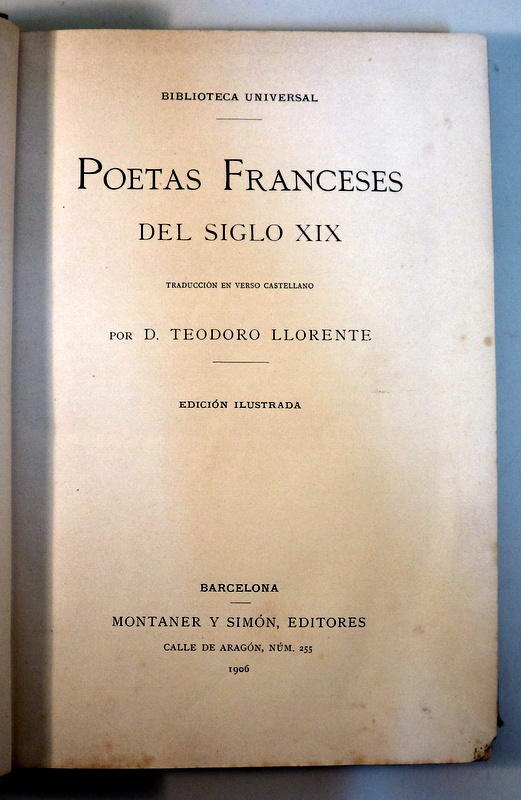 BIBLIOTECA UNIVERSAL
POETAS FRANCESES
DEL SIGLO XIX
TRADUCCIÓN EN VERSO CASTELLANO
POR D. TEODORO LLORENTE
EDICIÓN ILUSTRADA
BARCELONA
MONTANER Y SIMÓN, EDITORES
CALLE DE ARAGÓN, NÚM. 255
1906